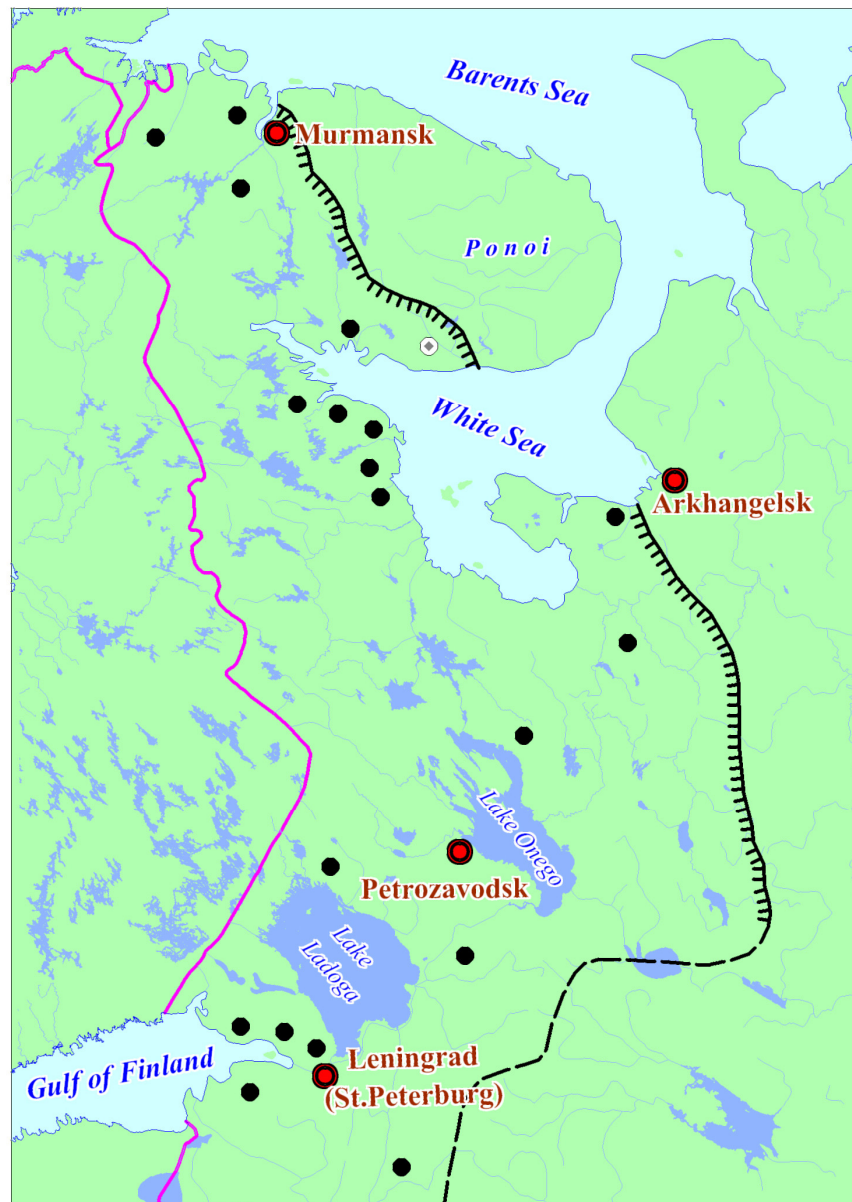 Barents Sea
Murmansk
Ponoi
White Sea
Arkhangelsk
Lake Onego
Petrozavodsk
Lake
Ladoga
Leningrad
(St.Peterburg)
Gulf of Finland